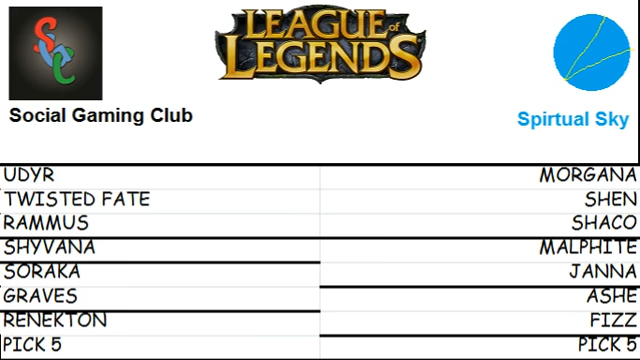 SGC
LEAGUE of
LEGENDS
Social Gaming Club
Spirtual Sky
UDYR MORGANA
TWISTED FATE SHEN
RAMMUS SHACO
SHYVANA MALPHITE
SORAKA JANNA
GRAVES ASHE
RENEKTON FIZZ
PICK 5 PICK 5